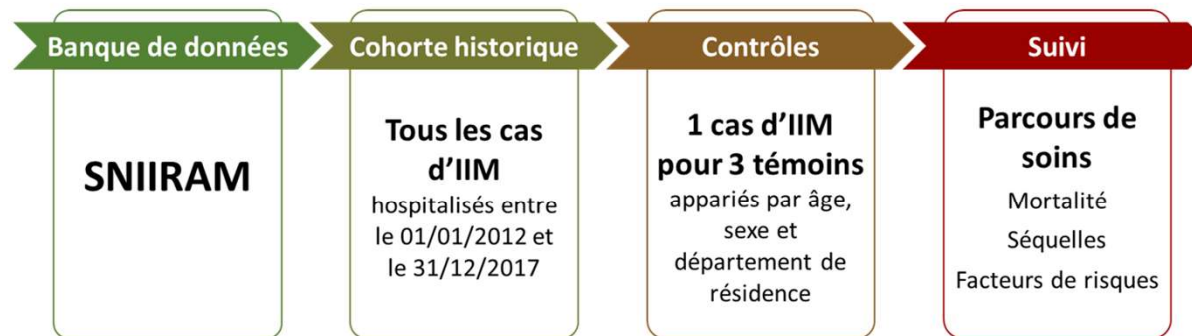 Banque de données
SNIIRAM
Cohorte historique
Tous les cas
d’IIM
hospitalisés entre
le 01/01/2012 et
le 31/12/2017
Contrôles
1 cas d’IIM
pour 3 témoins
appariés par âge,
sexe et
département de
résidence
Suivi
Parcours de
soins
Mortalité
Séquelles
Facteurs de risques